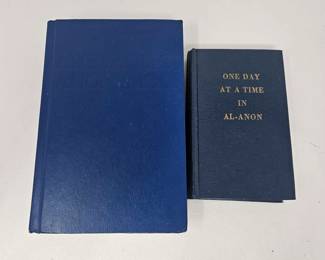 ONE DAY
AT A TIME
IN
AL-ANON